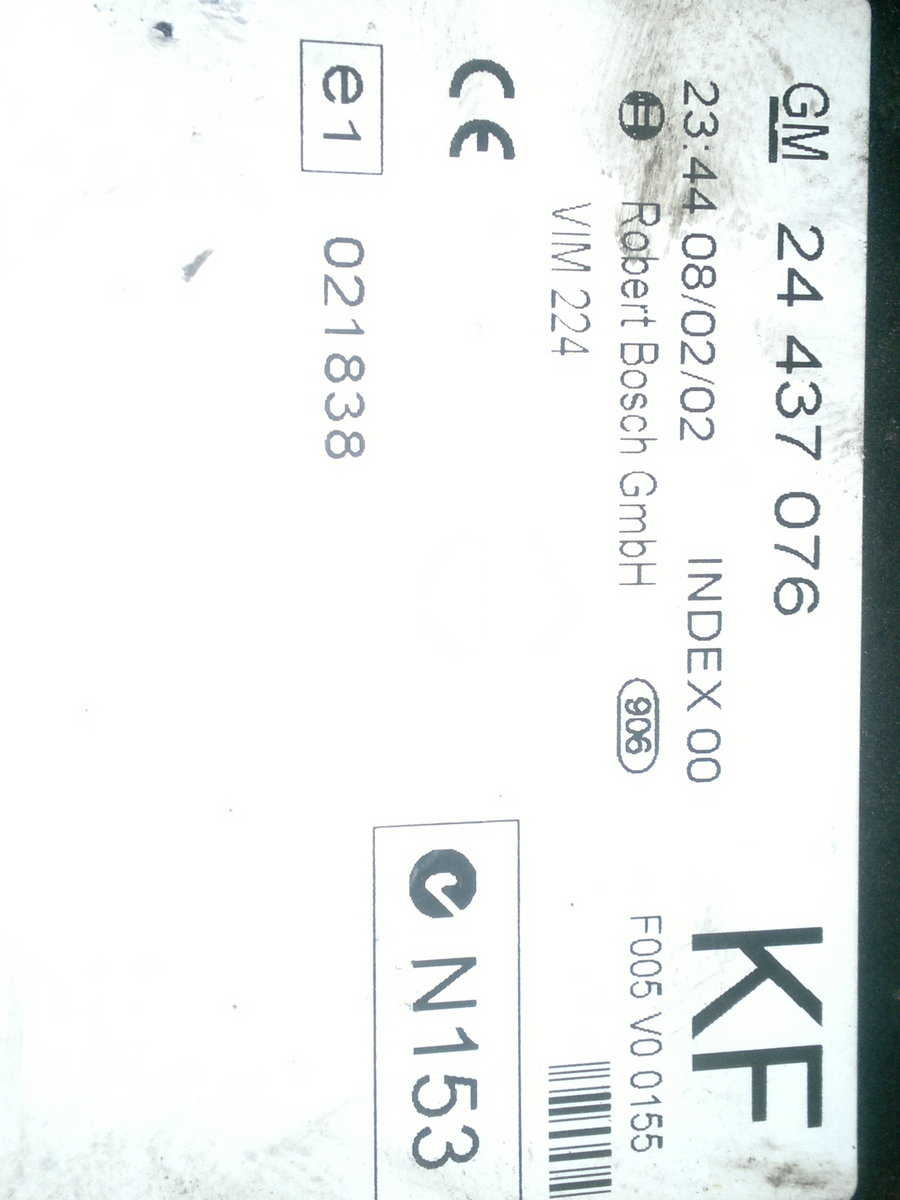 GM 24 437 076 KF
23:44 08/02/02 INDEX 00
Robert Bosch GmbH 906 F005 V0 0155
VIM 224
CE
N153
e1 021838